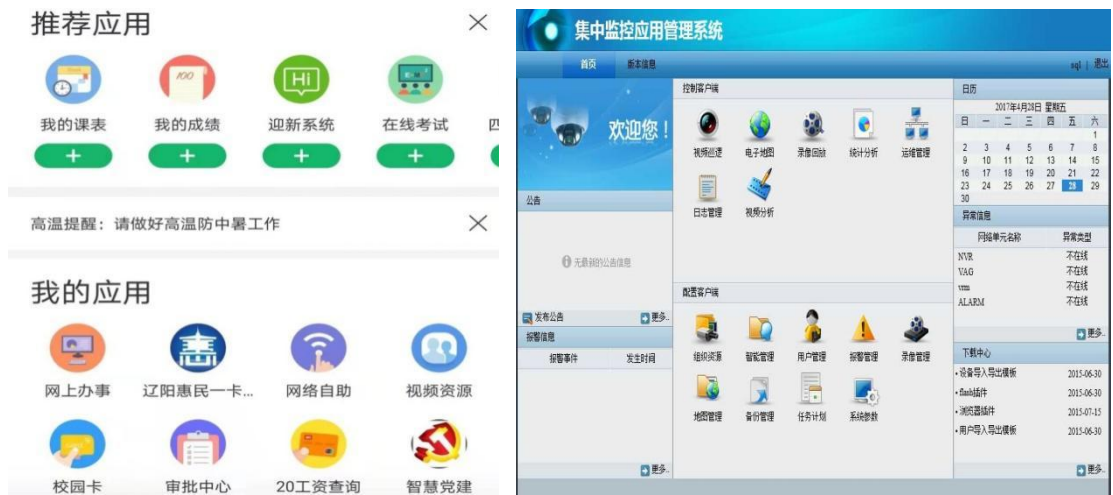 推荐应用
我的课表 我的成绩 迎新系统 在线考试
高温提醒：请做好高温防中暑工作
我的应用
网上办事 辽阳惠民一卡... 网络自助 视频资源
校园卡 审批中心 20工资查询 智慧党建
集中监控应用管理系统
首页 版本信息 sql | 退出
欢迎您！
公告
无最新的公告信息
发布公告 更多..
报警信息
报警事件 发生时间
更多..
控制客户端
视频巡逻 电子地图 录像回放 统计分析 运维管理
日志管理 视频分析
配置客户端
组织资源 智能管理 用户管理 报警管理 录像管理
地图管理 备份管理 任务计划 系统参数
日历
2017年4月28日 星期五
日 一 二 三 四 五 六
1
2 3 4 5 6 7 8
9 10 11 12 13 14 15
16 17 18 19 20 21 22
23 24 25 26 27 28 29
30
异常信息
网络单元名称 异常类型
NVR 不在线
VAG 不在线
vms 不在线
ALARM 不在线
更多..
下载中心
•设备导入导出模板 2015-06-30
•flash插件 2015-06-30
•浏览器插件 2015-07-15
•用户导入导出模板 2015-06-30
更多..